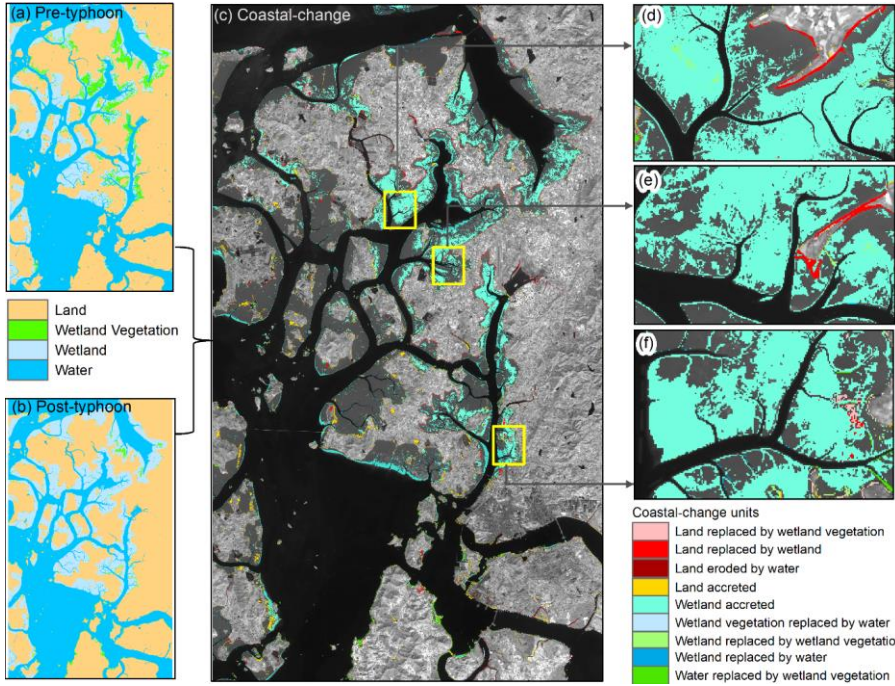 (a) Pre-typhoon
Land
Wetland Vegetation
Wetland
Water
(b) Post-typhoon
(c) Coastal-change
(d)
(e)
(f)
Coastal-change units
Land replaced by wetland vegetation
Land replaced by wetland
Land eroded by water
Land accreted
Wetland accreted
Wetland vegetation replaced by water
Wetland replaced by wetland vegetatio
Wetland replaced by water
Water replaced by wetland vegetation